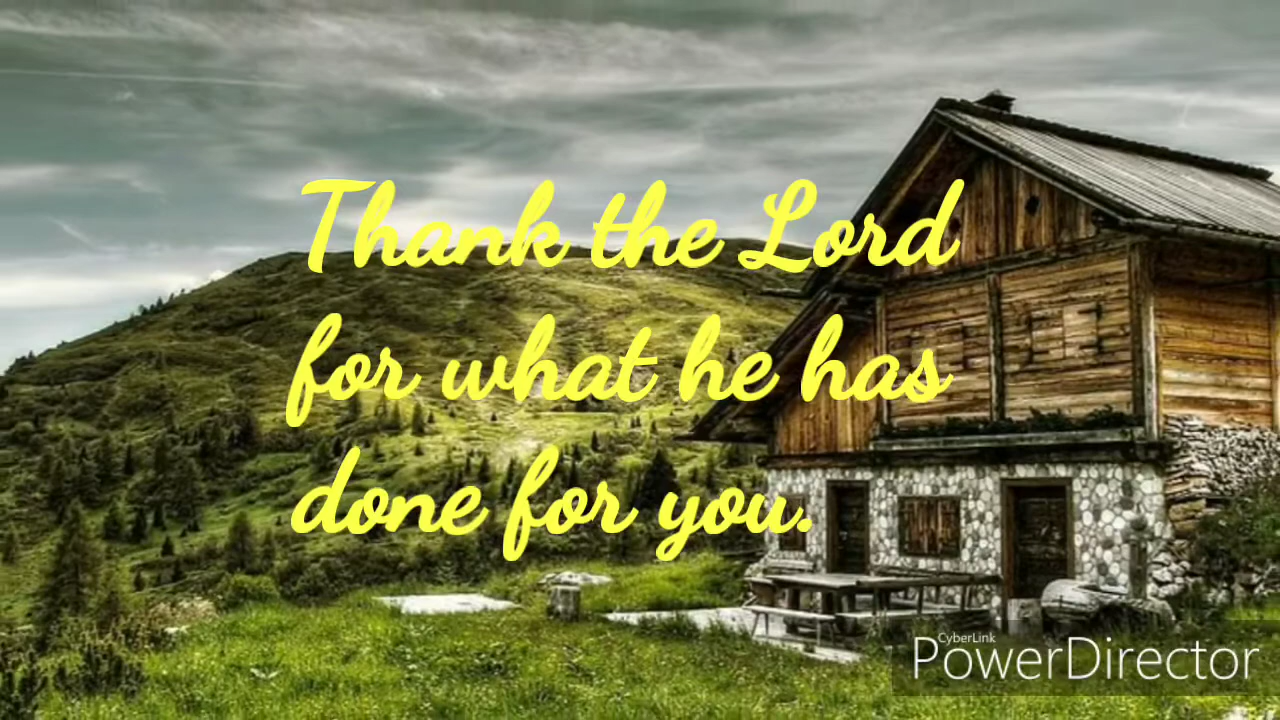 Thank the Lord
for what he has
done for you.
CyberLink
PowerDirector